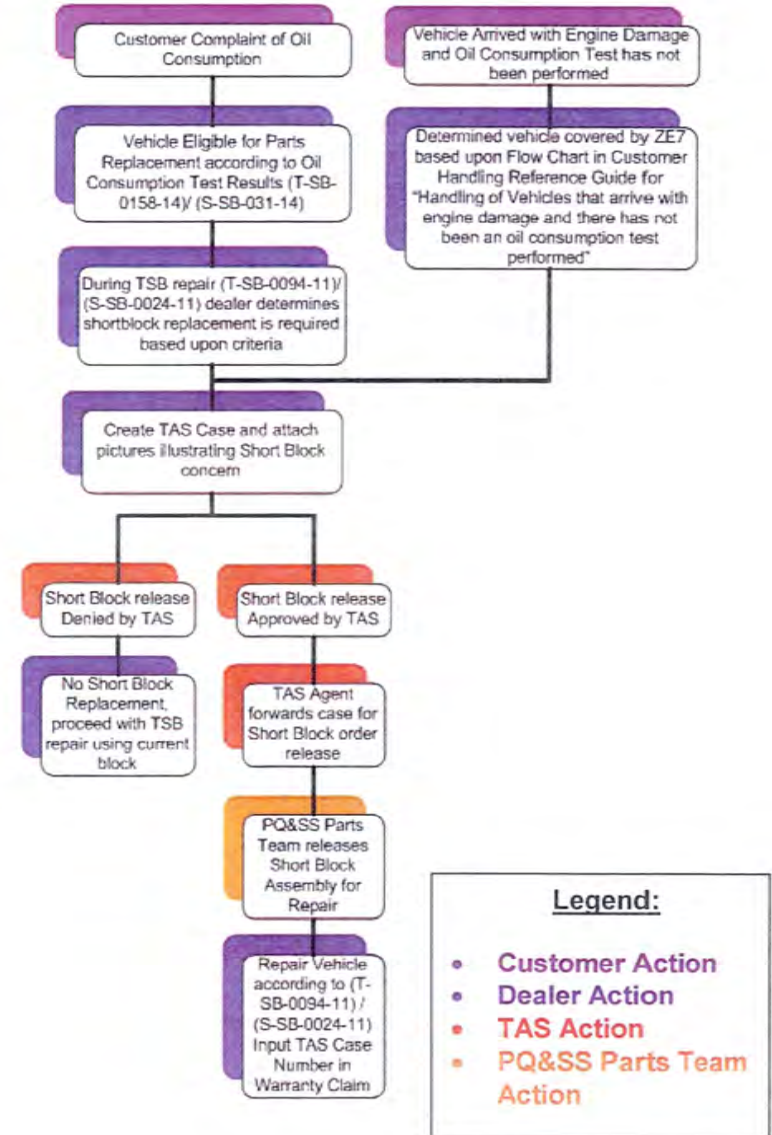 Customer Complaint of Oil
Consumption
Vehicle Arrived with Engine Damage
and Oil Consumption Test has not
been performed
Vehicle Eligible for Parts
Replacement according to Oil
Consumption Test Results (T-SB-
0158-14)/ (S-SB-031-14)
Determined vehicle covered by ZE7
based upon Flow Chart in Customer
Handling Reference Guide for
"Handling of Vehicles that arrive with
engine damage and there has not
been an oil consumption test
performed"
During TSB repair (T-SB-0094-11)/
(S-SB-0024-11) dealer determines
shortblock replacement is required
based upon criteria
Create TAS Case and attach
pictures illustrating Short Block
concern
Short Block release
Denied by TAS
Short Block release
Approved by TAS
No Short Block
Replacement,
proceed with TSB
repair using current
block
TAS Agent
forwards case for
Short Block order
release
PQ&SS Parts
Team releases
Short Block
Assembly for
Repair
Repair Vehicle
according to (T-
SB-0094-11) /
(S-SB-0024-11)
Input TAS Case
Number in
Warranty Claim
Legend:
• Customer Action
• Dealer Action
• TAS Action
• PQ&SS Parts Team
Action